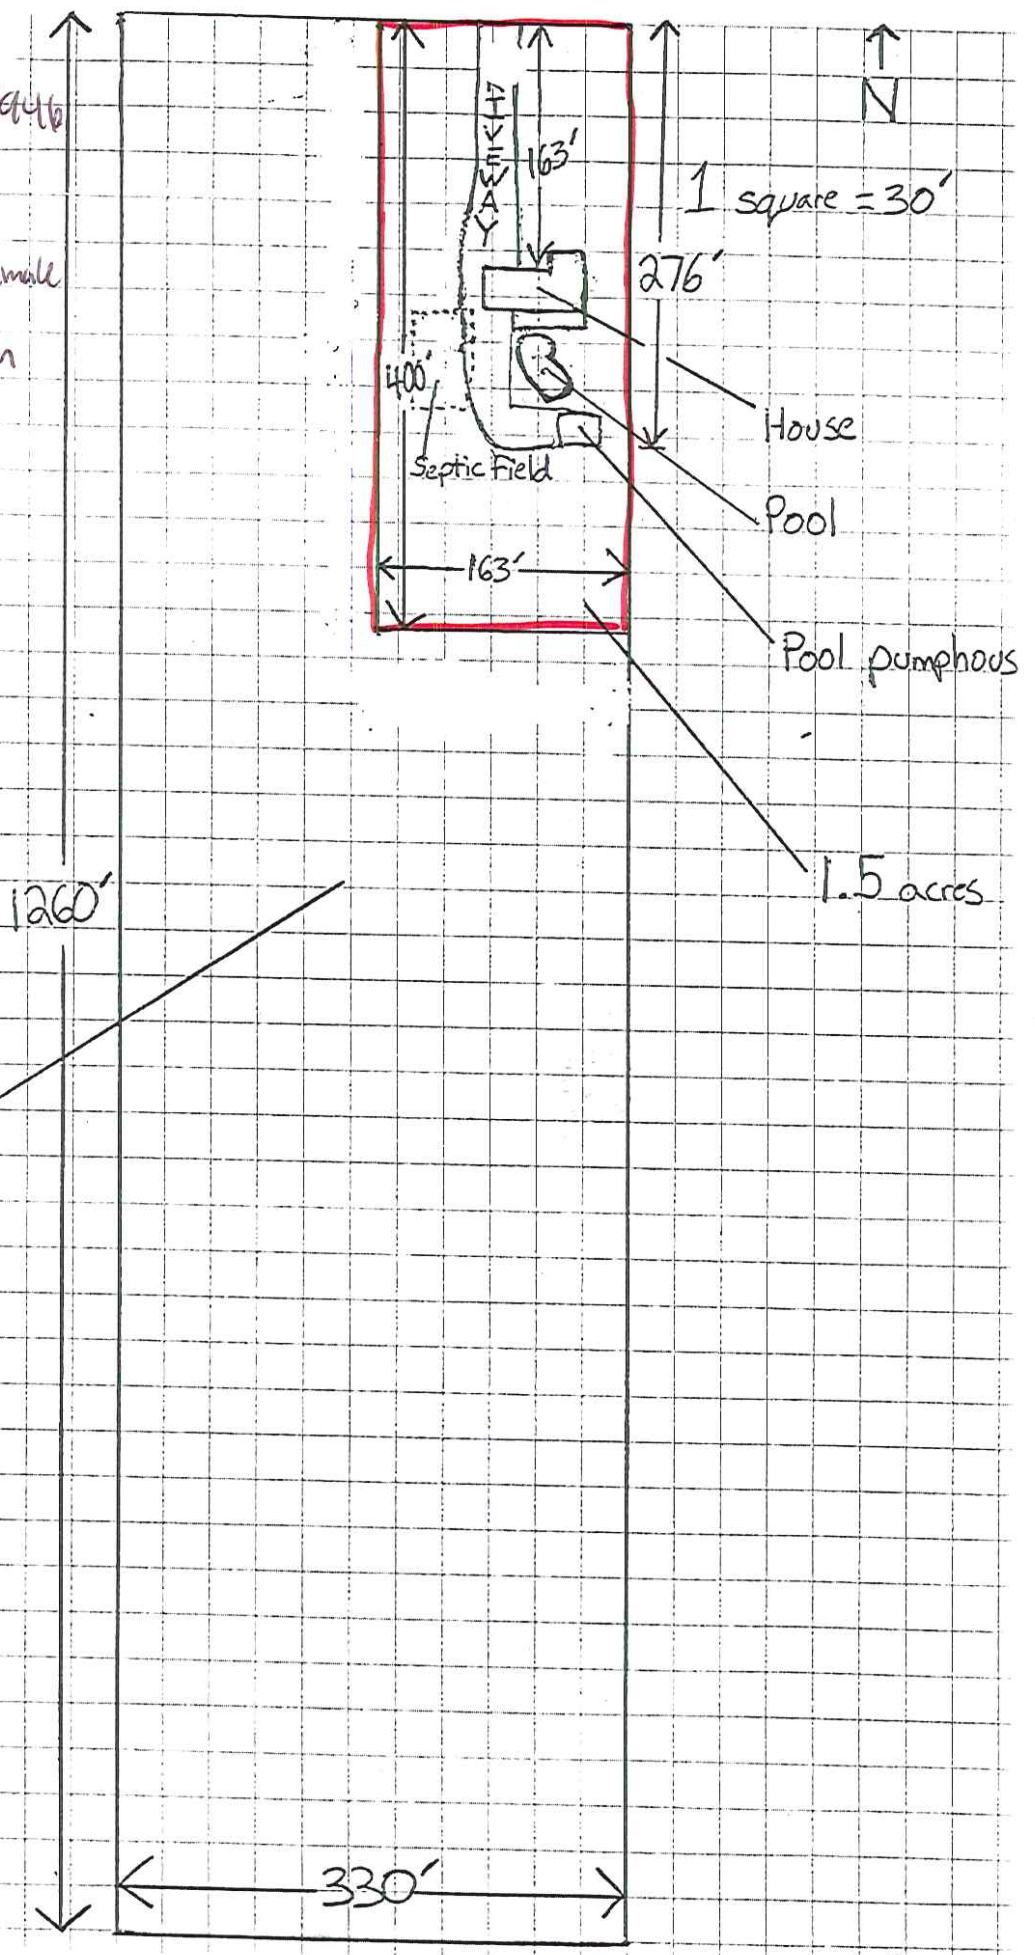 946
N
DRIVEWAY
163'
1 square = 30'
276'
400'
House
Septic Field
Pool
163'
Pool pumphous
1.5 acres
1260'
330'